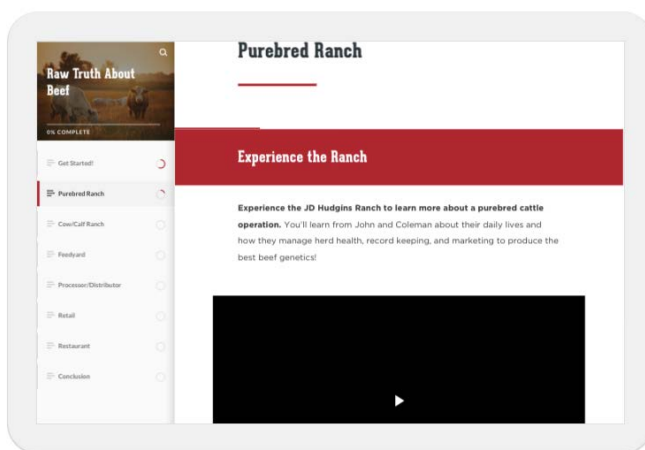 Raw Truth About
Beef
0% COMPLETE
Get Started!
Purebred Ranch
Cow/Calf Ranch
Feedyard
Processor/Distributor
Retail
Restaurant
Conclusion
Purebred Ranch
Experience the Ranch
Experience the JD Hudgins Ranch to learn more about a purebred cattle
operation. You'll learn from John and Coleman about their daily lives and
how they manage herd health, record keeping, and marketing to produce the
best beef genetics!